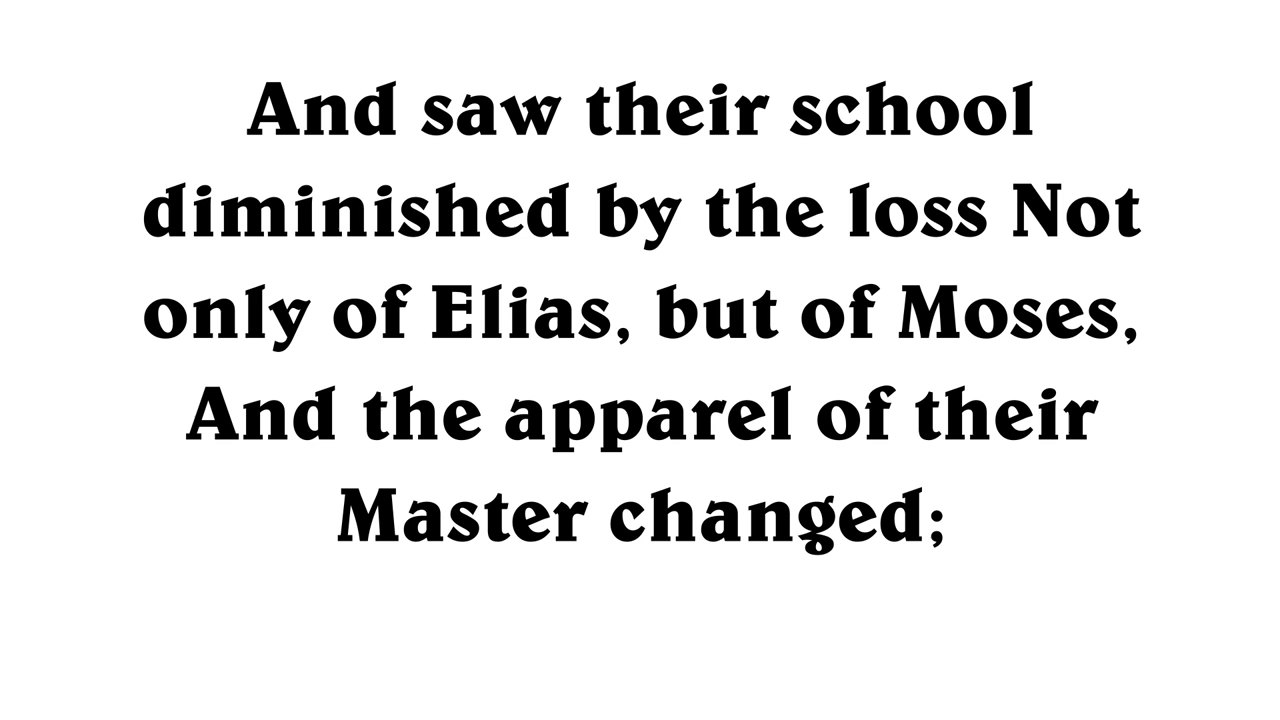 And saw their school
diminished by the loss Not
only of Elias, but of Moses,
And the apparel of their
Master changed;